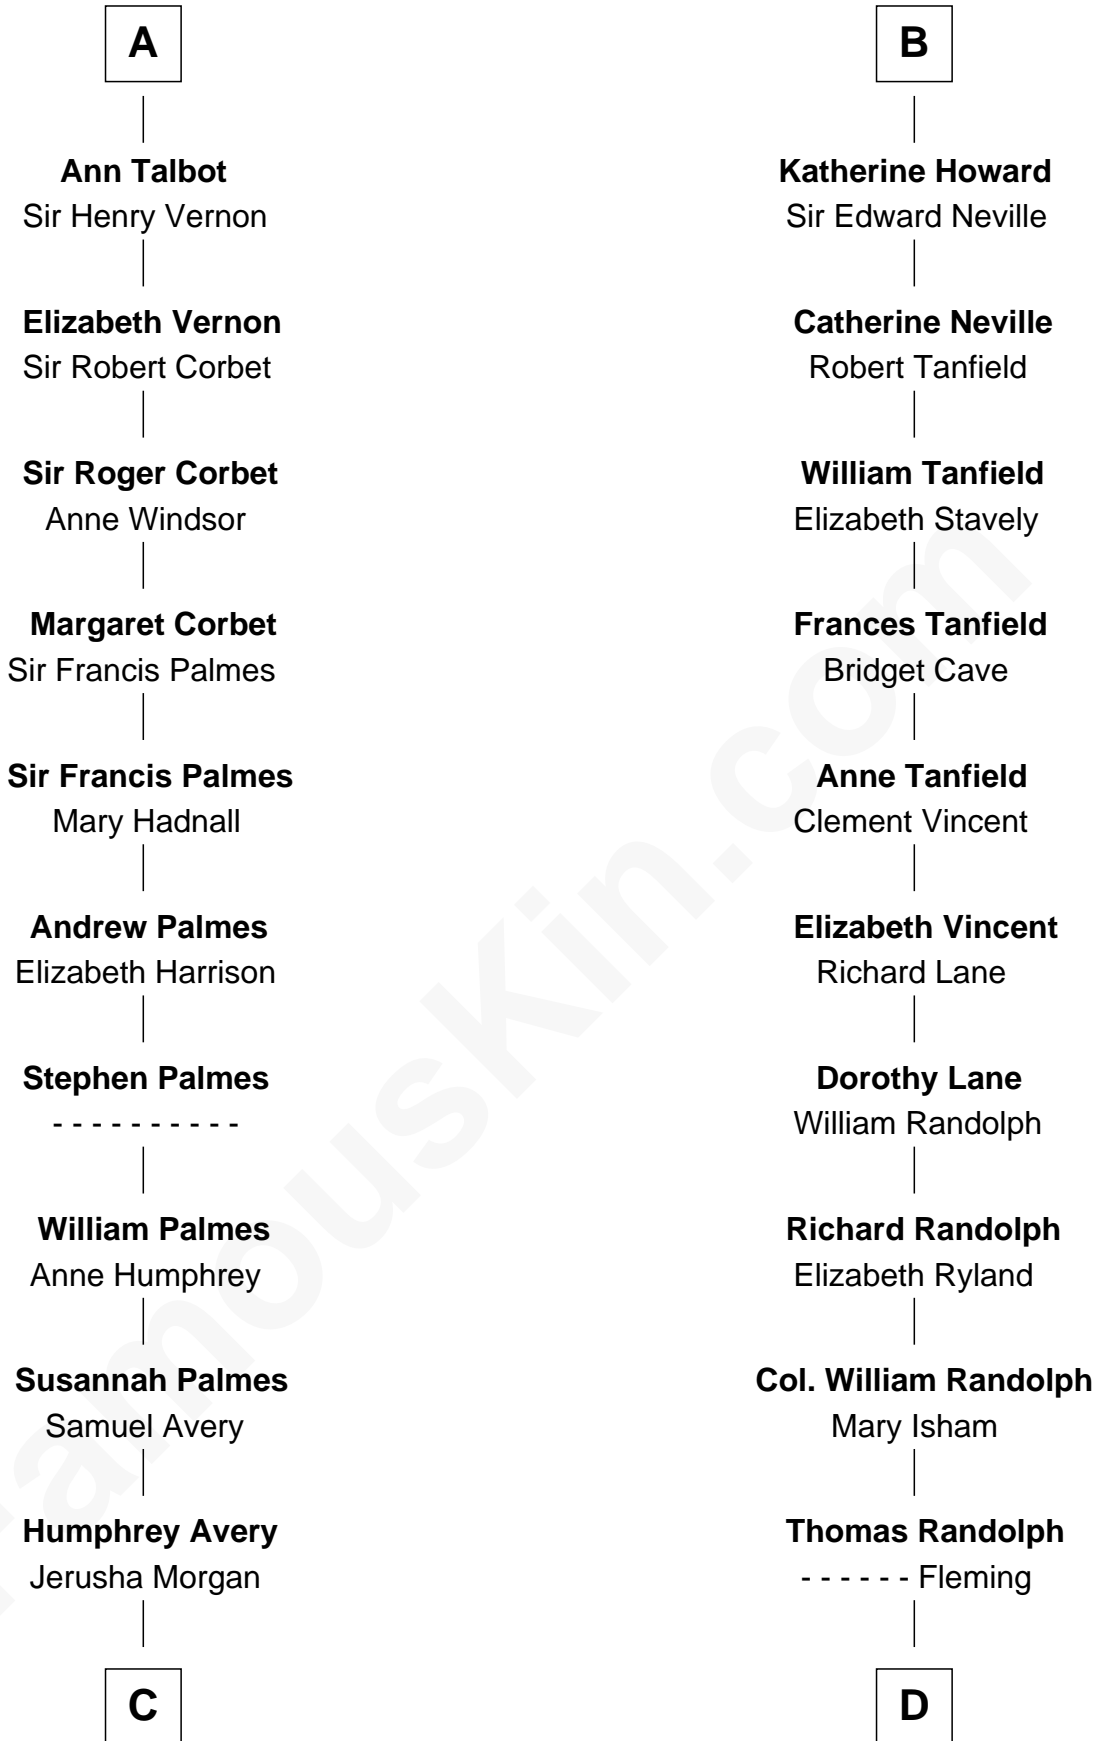 A
Ann Talbot
Sir Henry Vernon
Elizabeth Vernon
Sir Robert Corbet
Sir Roger Corbet
Anne Windsor
Margaret Corbet
Sir Francis Palmes
Sir Francis Palmes
Mary Hadnall
Andrew Palmes
Elizabeth Harrison
Stephen Palmes
- - - - - - - - - -
William Palmes
Anne Humphrey
Susannah Palmes
Samuel Avery
Humphrey Avery
Jerusha Morgan
C
B
Katherine Howard
Sir Edward Neville
Catherine Neville
Robert Tanfield
William Tanfield
Elizabeth Stavely
Frances Tanfield
Bridget Cave
Anne Tanfield
Clement Vincent
Elizabeth Vincent
Richard Lane
Dorothy Lane
William Randolph
Richard Randolph
Elizabeth Ryland
Col. William Randolph
Mary Isham
Thomas Randolph
- - - - - - Fleming
D
FamousKin.com